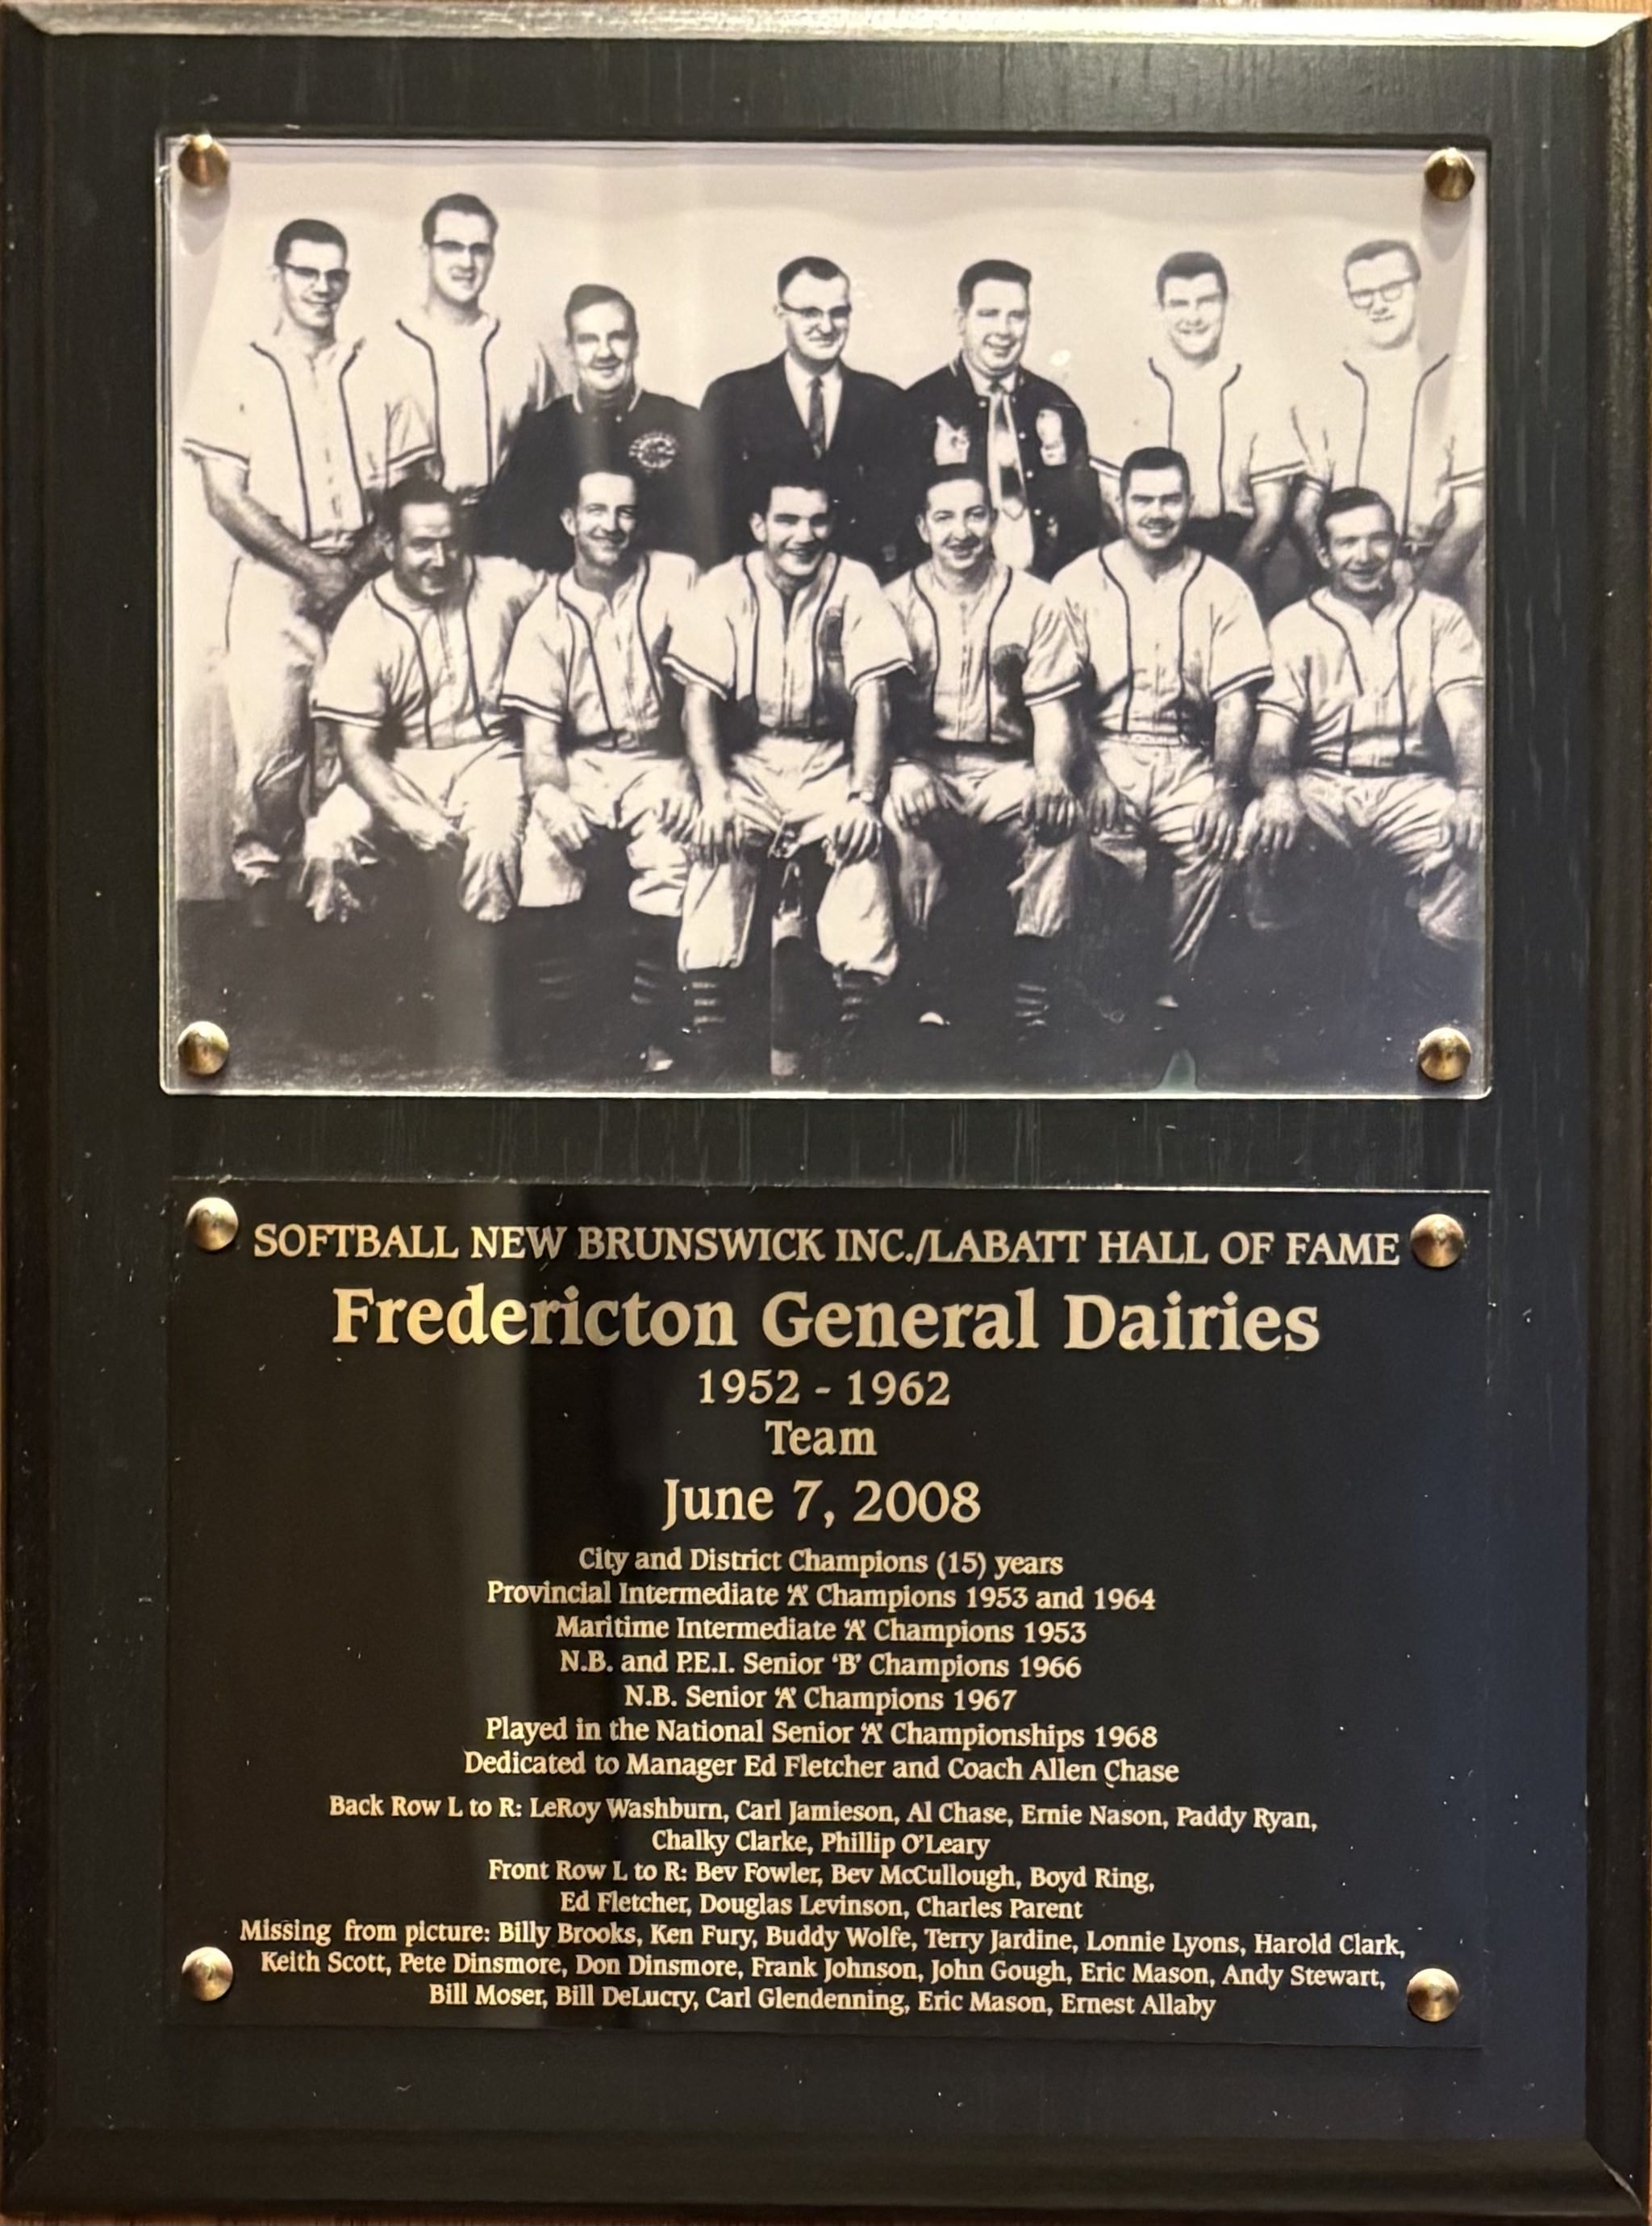 SOFTBALL NEW BRUNSWICK INC./LABATT HALL OF FAME
Fredericton General Dairies
1952 - 1962
Team
June 7, 2008
City and District Champions (15) years
Provincial Intermediate ‘A’ Champions 1953 and 1964
Maritime Intermediate ‘A’ Champions 1953
N.B. and P.E.I. Senior ‘B’ Champions 1966
N.B. Senior ‘A’ Champions 1967
Played in the National Senior ‘A’ Championships 1968
Dedicated to Manager Ed Fletcher and Coach Allen Chase
Back Row L to R: LeRoy Washburn, Carl Jamieson, Al Chase, Ernie Nason, Paddy Ryan,
Chalky Clarke, Phillip O’Leary
Front Row L to R: Bev Fowler, Bev McCullough, Boyd Ring,
Ed Fletcher, Douglas Levinson, Charles Parent
Missing from picture: Billy Brooks, Ken Fury, Buddy Wolfe, Terry Jardine, Lonnie Lyons, Harold Clark,
Keith Scott, Pete Dinsmore, Don Dinsmore, Frank Johnson, John Gough, Eric Mason, Andy Stewart,
Bill Moser, Bill DeLucry, Carl Glendenning, Eric Mason, Ernest Allaby